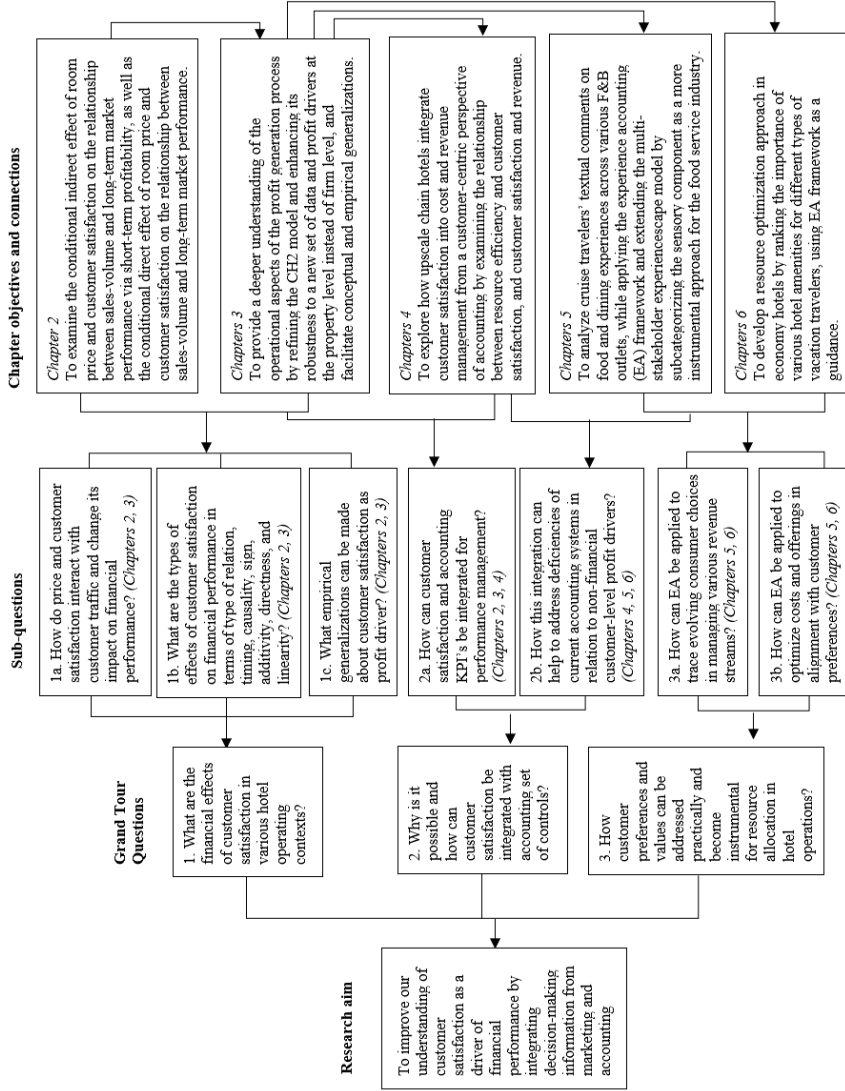 Research aim
To improve our
understanding of
customer
satisfaction as a
driver of
financial
performance by
integrating
decision-making
information from
marketing and
accounting
Grand Tour
Questions
1. What are the
financial effects
of customer
satisfaction in
various hotel
operating
contexts?
2. Why is it
possible and
how can
customer
satisfaction be
integrated with
accounting set
of controls?
3. How
customer
preferences and
values can be
addressed
practically and
become
instrumental
for resource
allocation in
hotel
operations?
Sub-questions
1a. How do price and customer
satisfaction interact with
customer traffic and change its
impact on financial
performance? (Chapters 2, 3)
1b. What are the types of
effects of customer satisfaction
on financial performance in
terms of type of relation,
timing, causality, sign,
additivity, directness, and
linearity? (Chapters 2, 3)
1c. What empirical
generalizations can be made
about customer satisfaction as
profit driver? (Chapters 2, 3)
2a. How can customer
satisfaction and accounting
KPI's be integrated for
performance management?
(Chapters 2, 3, 4)
2b. How this integration can
help to address deficiencies of
current accounting systems in
relation to non-financial
customer-level profit drivers?
(Chapters 4, 5, 6)
3a. How can EA be applied to
trace evolving consumer choices
in managing various revenue
streams? (Chapters 5, 6)
3b. How can EA be applied to
optimize costs and offerings in
alignment with customer
preferences? (Chapters 5, 6)
Chapter objectives and connections
Chapter 2
To examine the conditional indirect effect of room
price and customer satisfaction on the relationship
between sales-volume and long-term market
performance via short-term profitability, as well as
the conditional direct effect of room price and
customer satisfaction on the relationship between
sales-volume and long-term market performance.
Chapters 3
To provide a deeper understanding of the
operational aspects of the profit generation process
by refining the CH2 model and enhancing its
robustness to a new set of data and profit drivers at
the property level instead of firm level, and
facilitate conceptual and empirical generalizations.
Chapters 4
To explore how upscale chain hotels integrate
customer satisfaction into cost and revenue
management from a customer-centric perspective
of accounting by examining the relationship
between resource efficiency and customer
satisfaction, and customer satisfaction and revenue.
Chapters 5
To analyze cruise travelers' textual comments on
food and dining experiences across various F&B
outlets, while applying the experience accounting
(EA) framework and extending the multi-
stakeholder experiencescape model by
subcategorizing the sensory component as a more
instrumental approach for the food service industry.
Chapters 6
To develop a resource optimization approach in
economy hotels by ranking the importance of
various hotel amenities for different types of
vacation travelers, using EA framework as a
guidance.